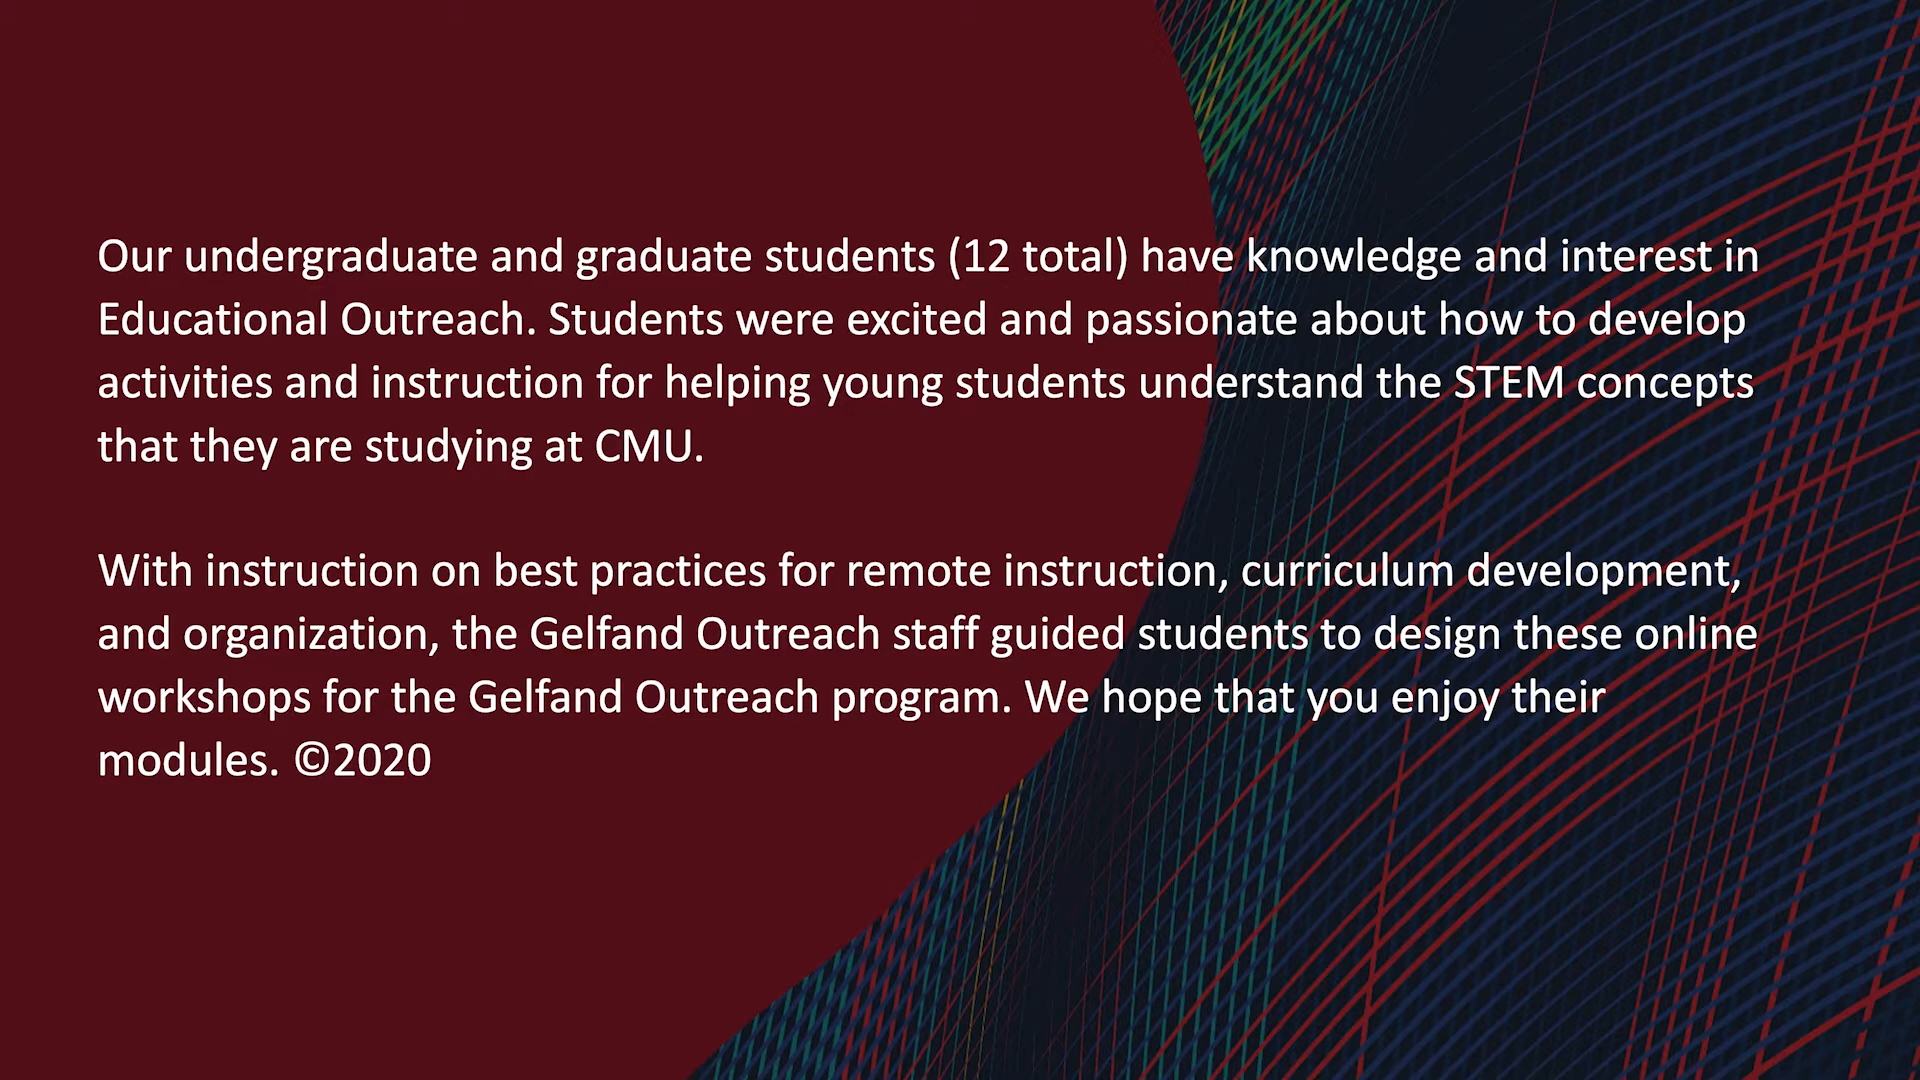 Our undergraduate and graduate students (12 total) have knowledge and interest in
Educational Outreach. Students were excited and passionate about how to develop
activities and instruction for helping young students understand the STEM concepts
that they are studying at CMU.
With instruction on best practices for remote instruction, curriculum development,
and organization, the Gelfand Outreach staff guided students to design these online
workshops for the Gelfand Outreach program. We hope that you enjoy their
modules. ©2020